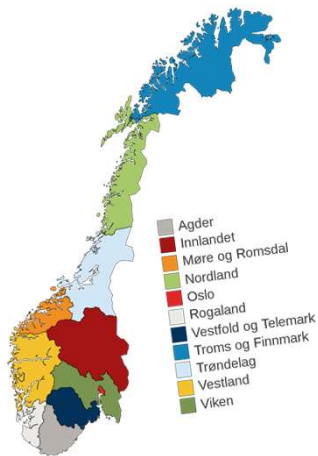 Agder
Innlandet
Møre og Romsdal
Nordland
Oslo
Rogaland
Vestfold og Telemark
Troms og Finnmark
Trøndelag
Vestland
Viken